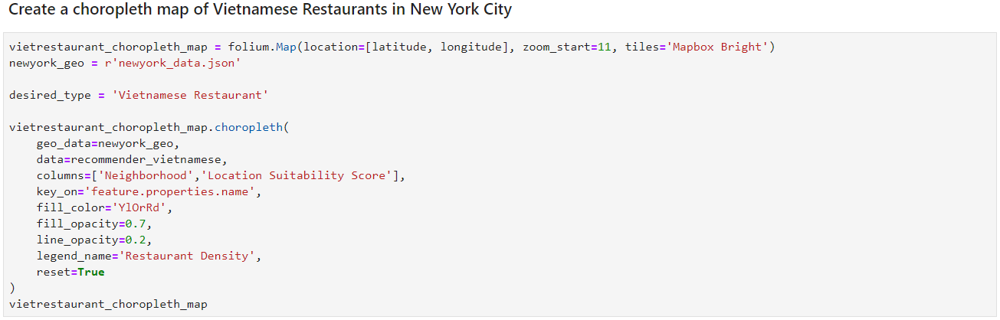 Create a choropleth map of Vietnamese Restaurants in New York City
vietrestaurant_choropleth_map = folium.Map(location=[latitude, longitude], zoom_start=11, tiles='Mapbox Bright')
newyork_geo = r'newyork_data.json'
desired_type = 'Vietnamese Restaurant'
vietrestaurant_choropleth_map.choropleth(
    geo_data=newyork_geo,
    data=recommender_vietnamese,
    columns=['Neighborhood','Location Suitability Score'],
    key_on='feature.properties.name',
    fill_color='YlOrRd',
    fill_opacity=0.7,
    line_opacity=0.2,
    legend_name='Restaurant Density',
    reset=True
)
vietrestaurant_choropleth_map